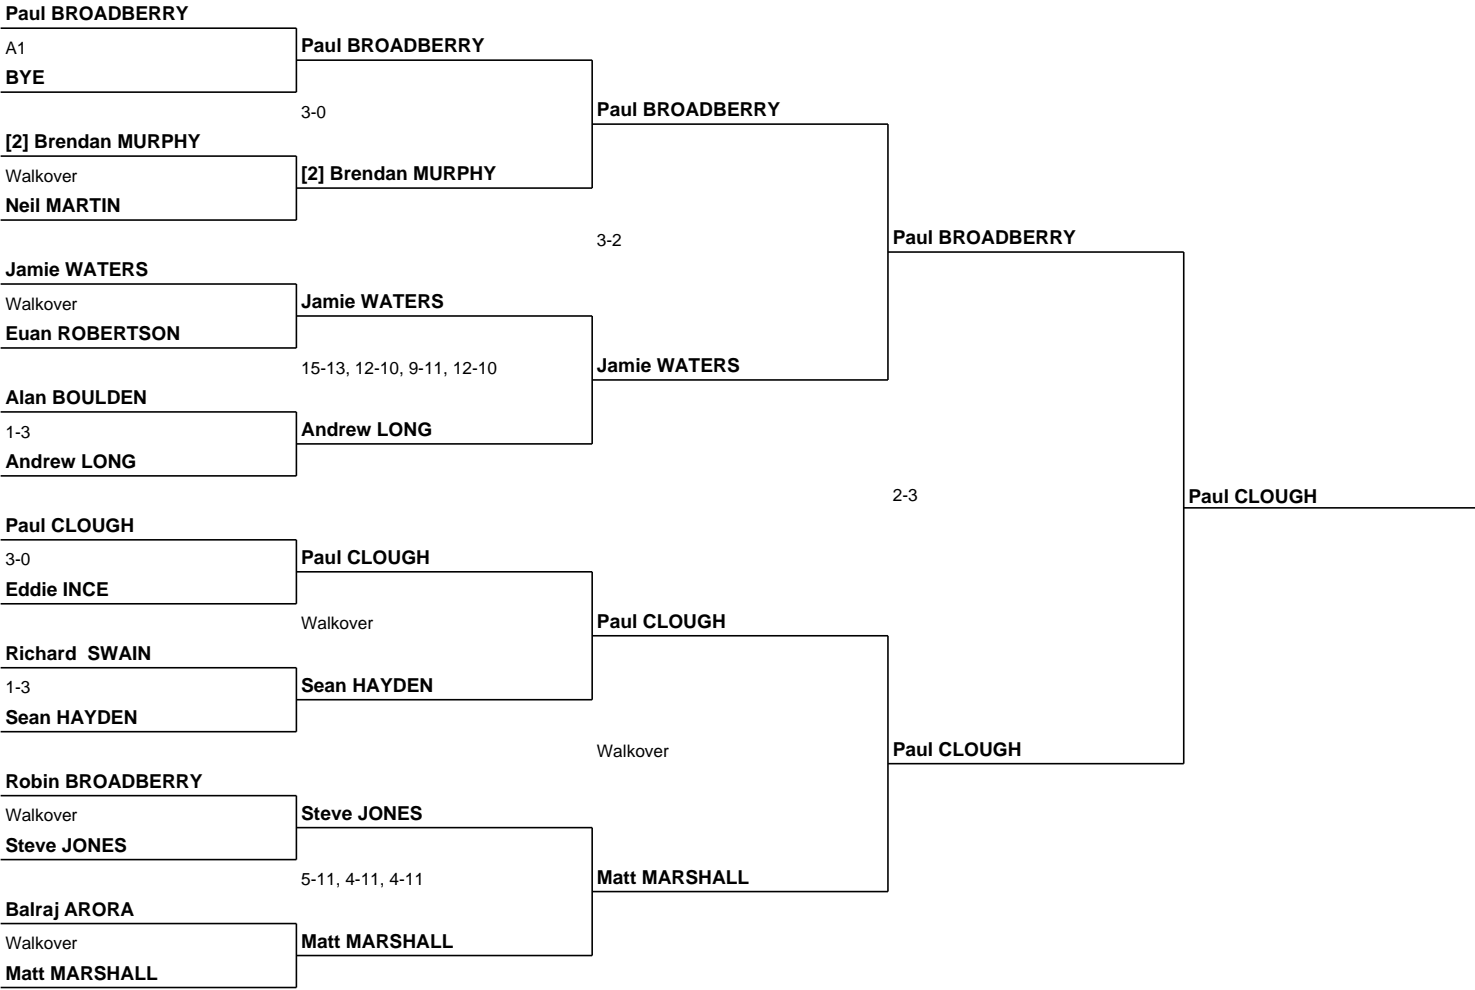 Paul BROADBERRY
A1
BYE
[2] Brendan MURPHY
Walkover
Neil MARTIN
Jamie WATERS
Walkover
Euan ROBERTSON
Alan BOULDEN
1-3
Andrew LONG
Paul CLOUGH
3-0
Eddie INCE
Richard  SWAIN
1-3
Sean HAYDEN
Robin BROADBERRY
Walkover
Steve JONES
Balraj ARORA
Walkover
Matt MARSHALL
Paul BROADBERRY
3-0
[2] Brendan MURPHY
Jamie WATERS
15-13, 12-10, 9-11, 12-10
Andrew LONG
Paul CLOUGH
Walkover
Sean HAYDEN
Steve JONES
5-11, 4-11, 4-11
Matt MARSHALL
Paul BROADBERRY
3-2
Jamie WATERS
Paul CLOUGH
Walkover
Matt MARSHALL
Paul BROADBERRY
2-3
Paul CLOUGH
Paul CLOUGH